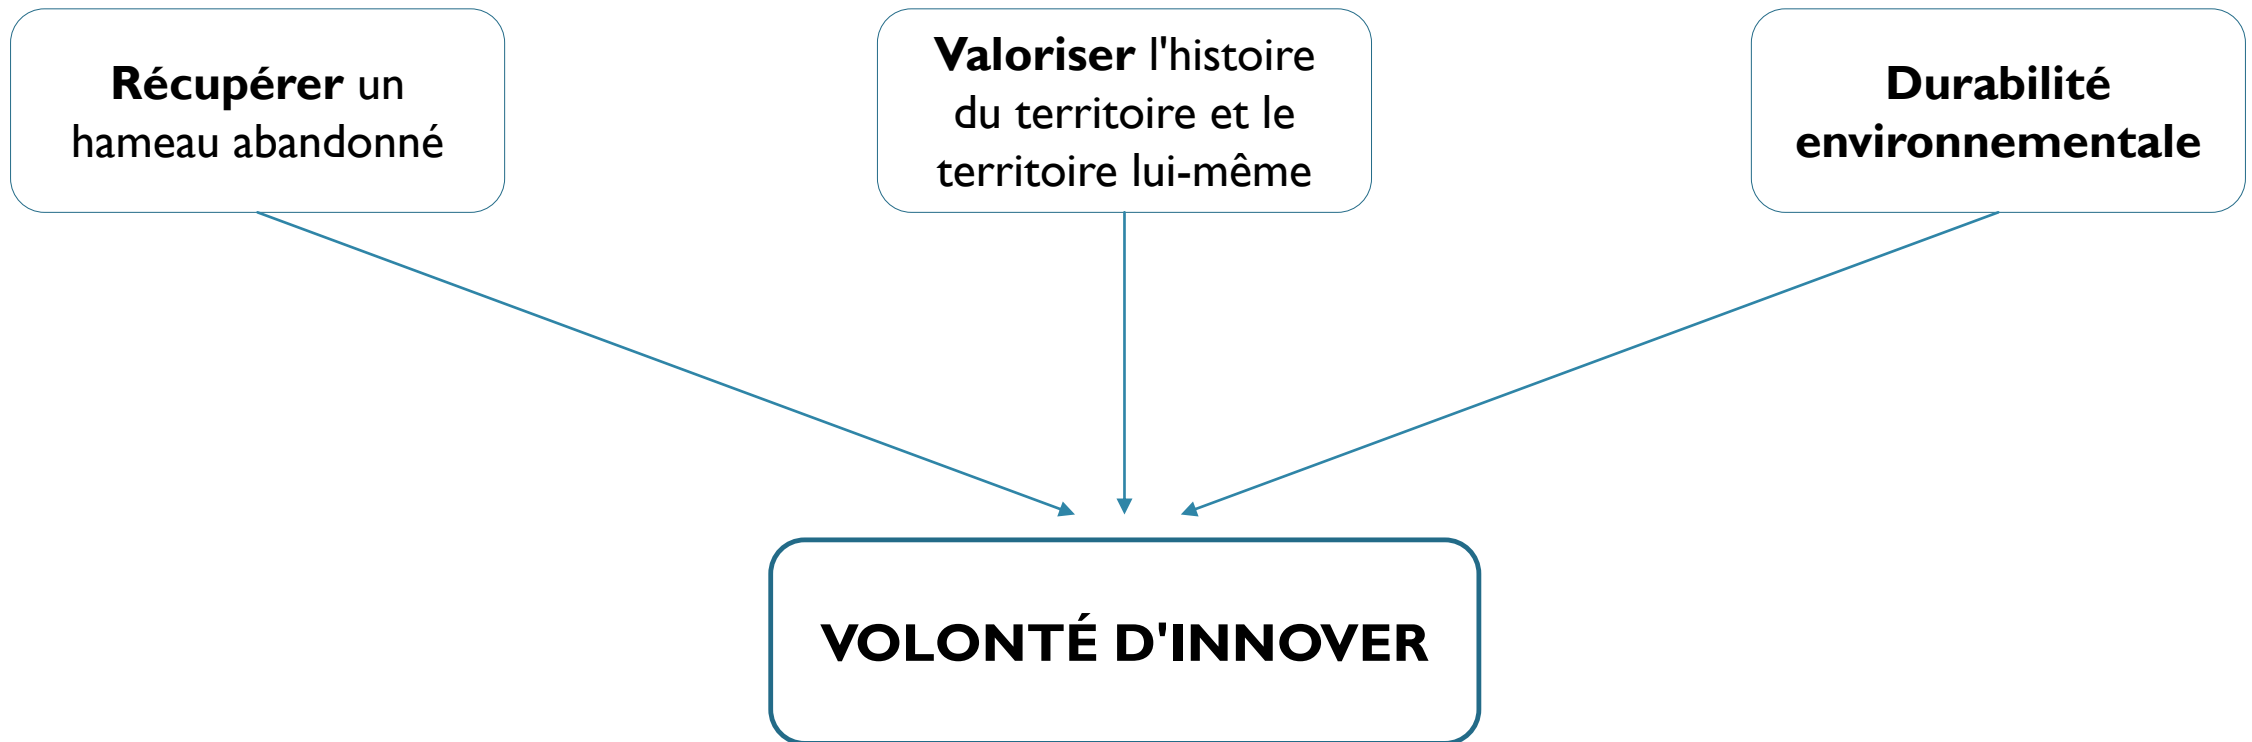 Récupérer un
hameau abandonné
Valoriser l'histoire
du territoire et le
territoire lui-même
Durabilité
environnementale
VOLONTÉ D'INNOVER